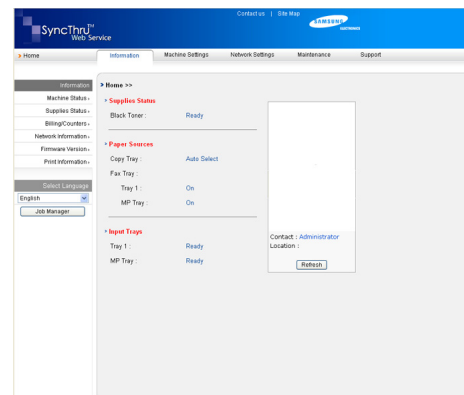 Contact us | Site Map
SyncThru™
Web Service
SAMSUNG
ELECTRONICS
Home
Information
Machine Settings
Network Settings
Maintenance
Support
Information
Machine Status
Supplies Status
Billing/Counters
Network Information
Firmware Version
Print Information
Select Language
English
Job Manager
Home >>
Supplies Status
Black Toner : Ready
Paper Sources
Copy Tray : Auto Select
Fax Tray :
Tray 1 : On
MP Tray : On
Input Trays
Tray 1 : Ready
MP Tray : Ready
Contact : Administrator
Location :
Refresh